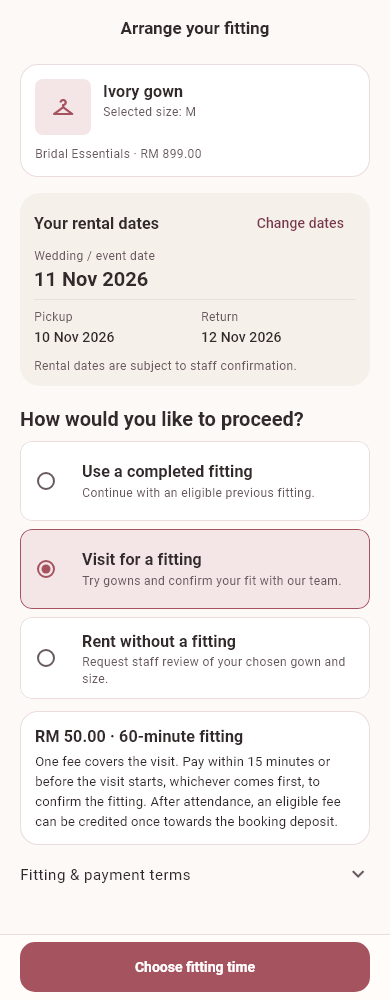 Arrange your fitting
Ivory gown
Selected size: M
Bridal Essentials · RM 899.00
Your rental dates
Change dates
Wedding / event date
11 Nov 2026
Pickup
Return
10 Nov 2026
12 Nov 2026
Rental dates are subject to staff confirmation.
How would you like to proceed?
Use a completed fitting
Continue with an eligible previous fitting.
Visit for a fitting
Try gowns and confirm your fit with our team.
Rent without a fitting
Request staff review of your chosen gown and
size.
RM 50.00 · 60-minute fitting
One fee covers the visit. Pay within 15 minutes or
before the visit starts, whichever comes first, to
confirm the fitting. After attendance, an eligible fee
can be credited once towards the booking deposit.
Fitting & payment terms
Choose fitting time